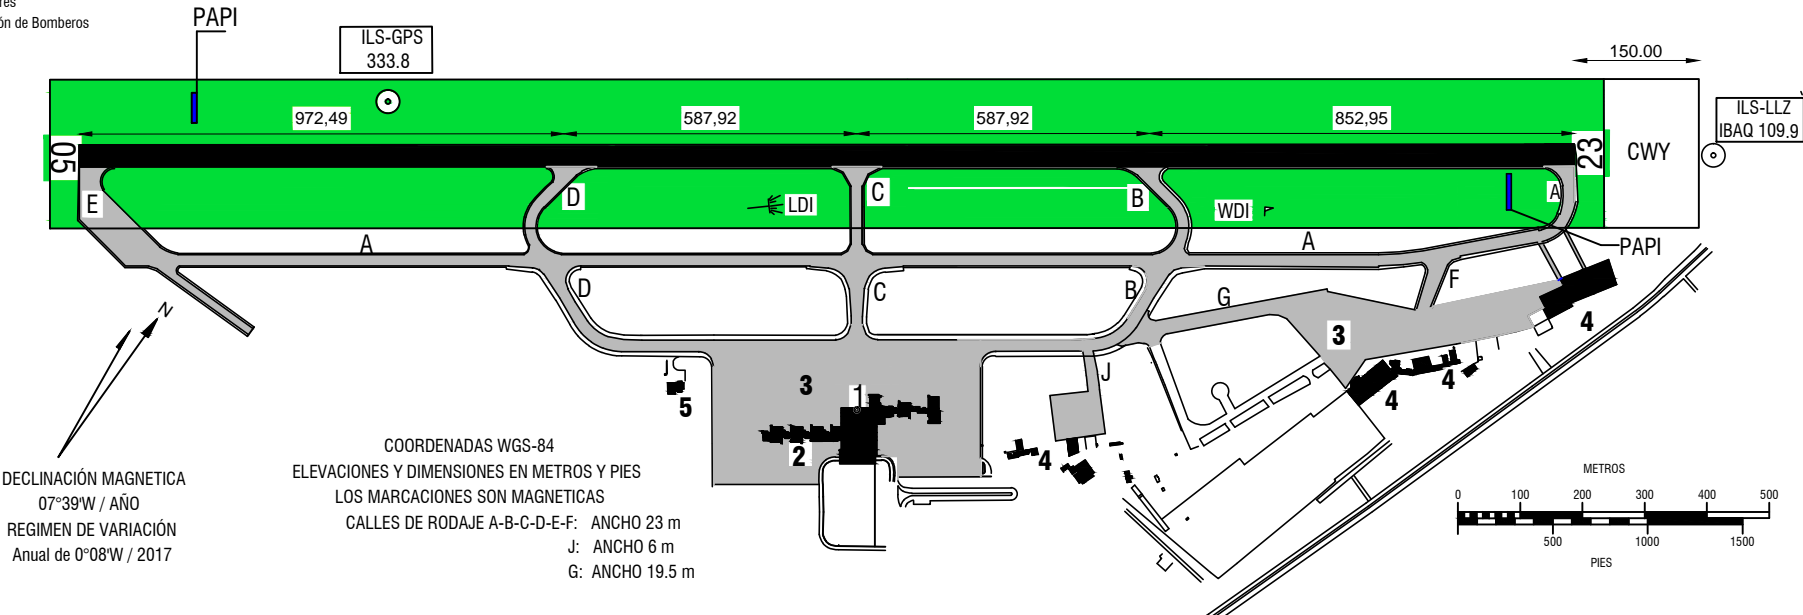 res
ón de Bomberos
PAPI
ILS-GPS
333.8
150.00
972,49
587,92
587,92
852,95
ILS-LLZ
IBAQ 109.9
05
23
CWY
E
D
LDI
C
B
WDI
A
A
A
PAPI
D
C
B
G
F
N
3
4
J
5
3
1
J
4
4
2
4
COORDENADAS WGS-84
ELEVACIONES Y DIMENSIONES EN METROS Y PIES
LOS MARCACIONES SON MAGNETICAS
CALLES DE RODAJE A-B-C-D-E-F: ANCHO 23 m
J: ANCHO 6 m
G: ANCHO 19.5 m
DECLINACIÓN MAGNETICA
07°39'W / AÑO
REGIMEN DE VARIACIÓN
Anual de 0°08'W / 2017
METROS
0 100 200 300 400 500
500 1000 1500
PIES